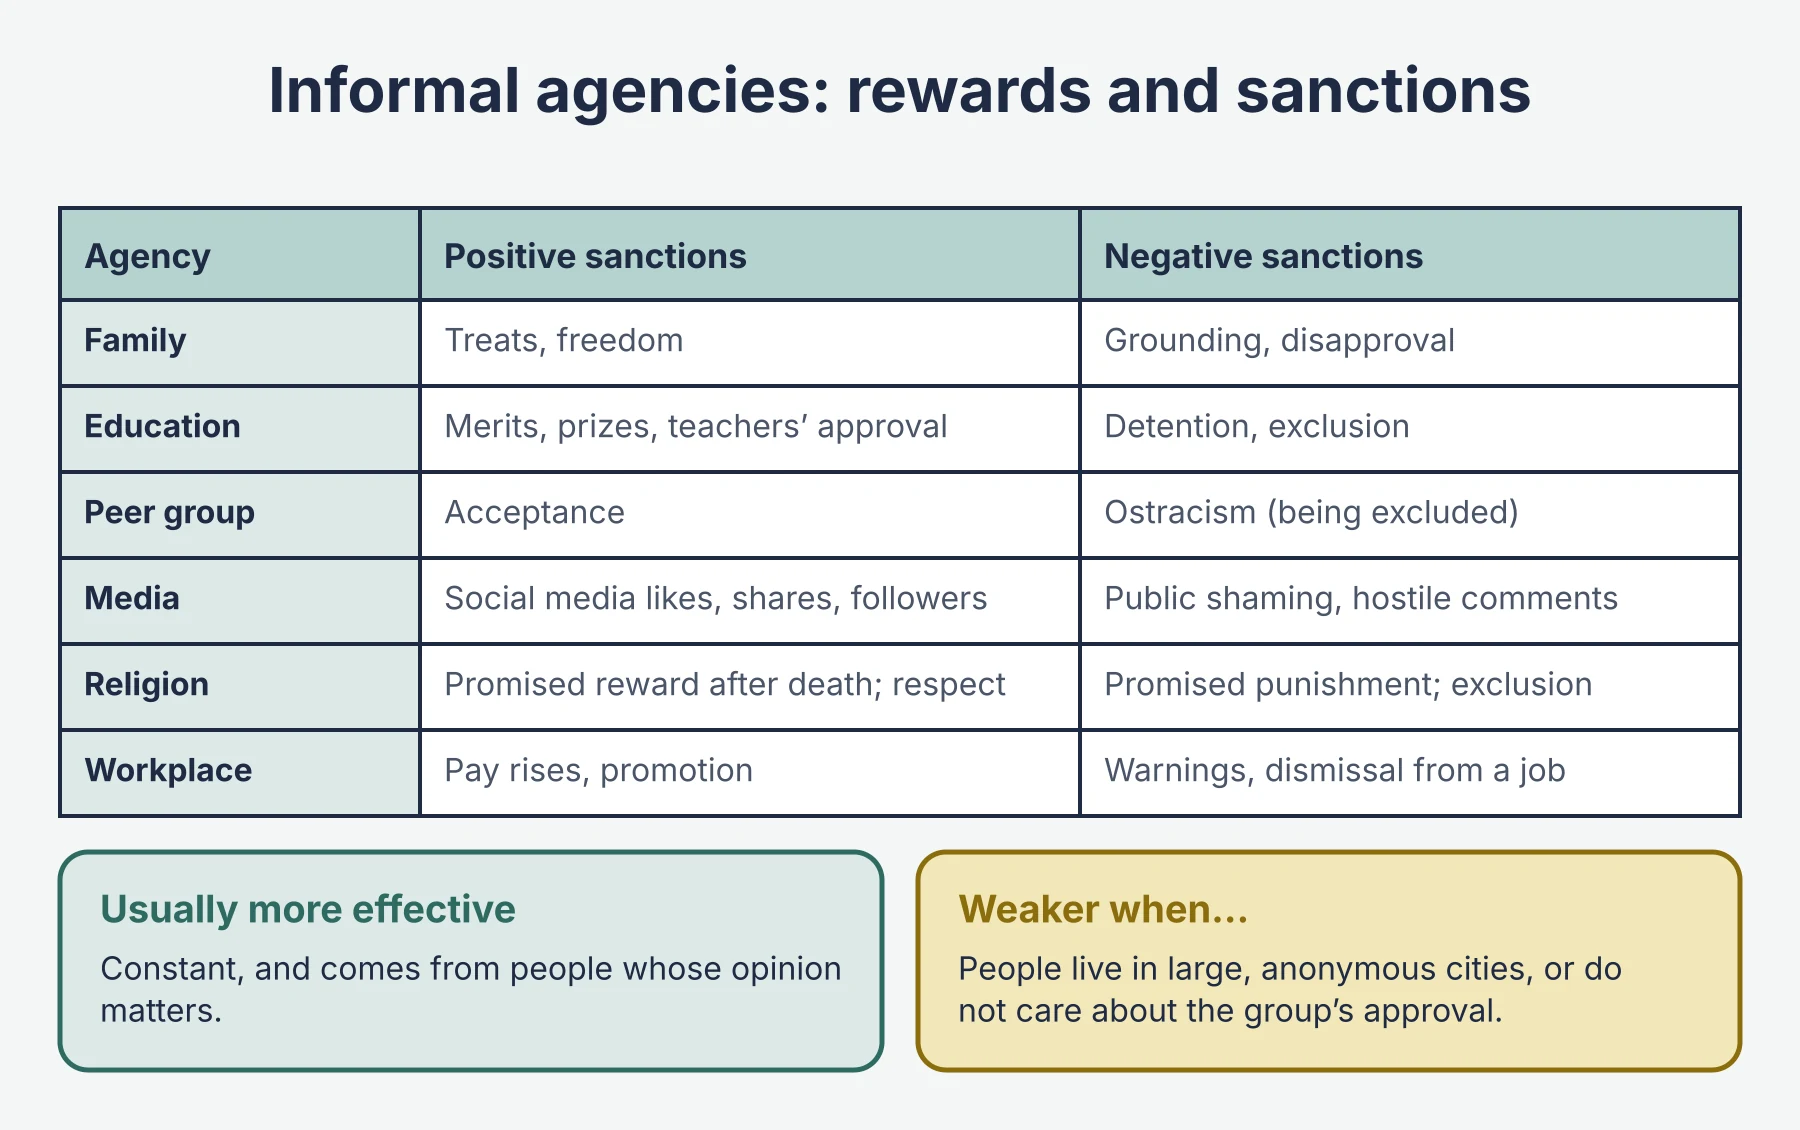 Informal agencies: rewards and sanctions
Agency Positive sanctions Negative sanctions
Family Treats, freedom Grounding, disapproval
Education Merits, prizes, teachers’ approval Detention, exclusion
Peer group Acceptance Ostracism (being excluded)
Media Social media likes, shares, followers Public shaming, hostile comments
Religion Promised reward after death; respect Promised punishment; exclusion
Workplace Pay rises, promotion Warnings, dismissal from a job
Usually more effective
Constant, and comes from people whose opinion
matters.
Weaker when…
People live in large, anonymous cities, or do
not care about the group’s approval.